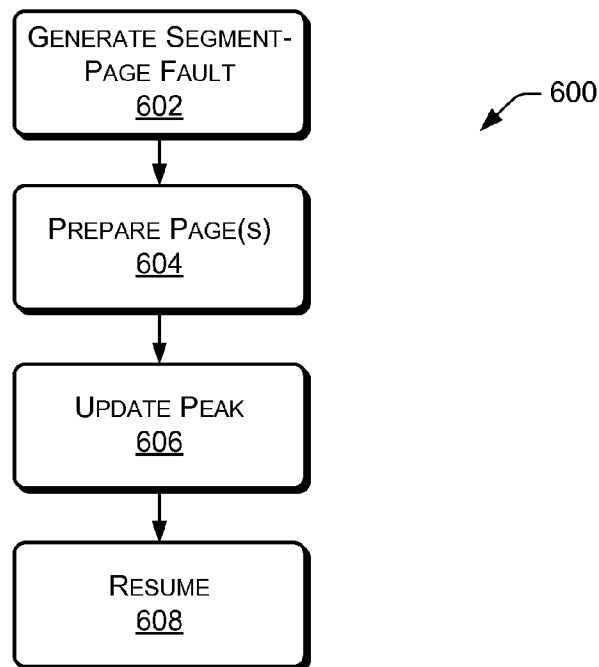 GENERATE SEGMENT-
PAGE FAULT
602
600
PREPARE PAGE(S)
604
UPDATE PEAK
606
RESUME
608